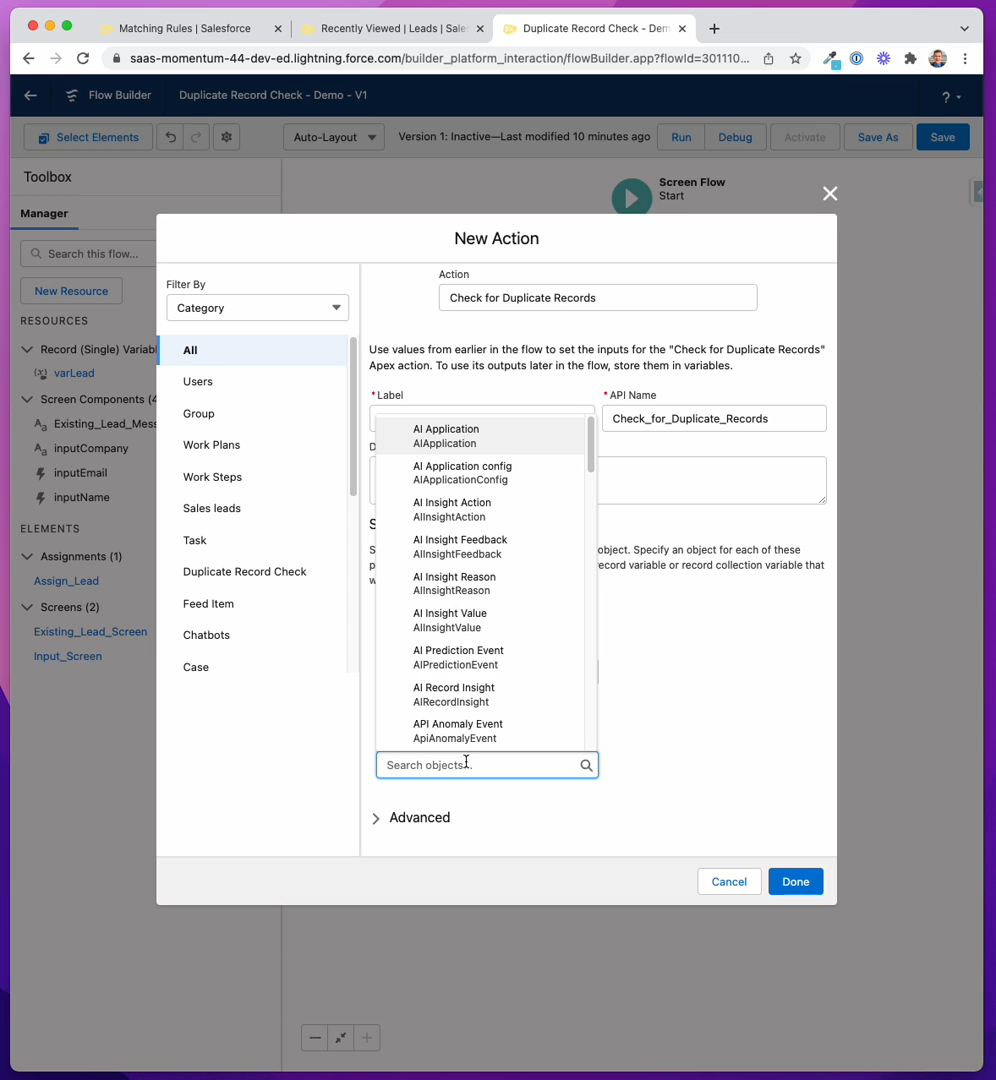 Matching Rules | Salesforce
Recently Viewed | Leads | Sale
Duplicate Record Check - Dem
saas-momentum-44-dev-ed.lightning.force.com/builder_platform_interaction/flowBuilder.app?flowId=301110...
Flow Builder
Duplicate Record Check - Demo - V1
?
Select Elements
Auto-Layout
Version 1: Inactive—Last modified 10 minutes ago
Run
Debug
Activate
Save As
Save
Toolbox
Manager
Search this flow...
New Resource
RESOURCES
Record (Single) Variab
varLead
Screen Components (4
Existing_Lead_Mess
inputCompany
inputEmail
inputName
ELEMENTS
Assignments (1)
Assign_Lead
Screens (2)
Existing_Lead_Screen
Input_Screen
Screen Flow
Start
New Action
Filter By
Category
All
Users
Group
Work Plans
Work Steps
Sales leads
Task
Duplicate Record Check
Feed Item
Chatbots
Case
Action
Check for Duplicate Records
Use values from earlier in the flow to set the inputs for the "Check for Duplicate Records"
Apex action. To use its outputs later in the flow, store them in variables.
* Label
* API Name
Check_for_Duplicate_Records
D
S
S
object. Specify an object for each of these
p
record variable or record collection variable that
w
AI Application
AIApplication
AI Application config
AIApplicationConfig
AI Insight Action
AIInsightAction
AI Insight Feedback
AIInsightFeedback
AI Insight Reason
AIInsightReason
AI Insight Value
AIInsightValue
AI Prediction Event
AIPredictionEvent
AI Record Insight
AIRecordInsight
API Anomaly Event
ApiAnomalyEvent
Search objects...
Advanced
Cancel
Done